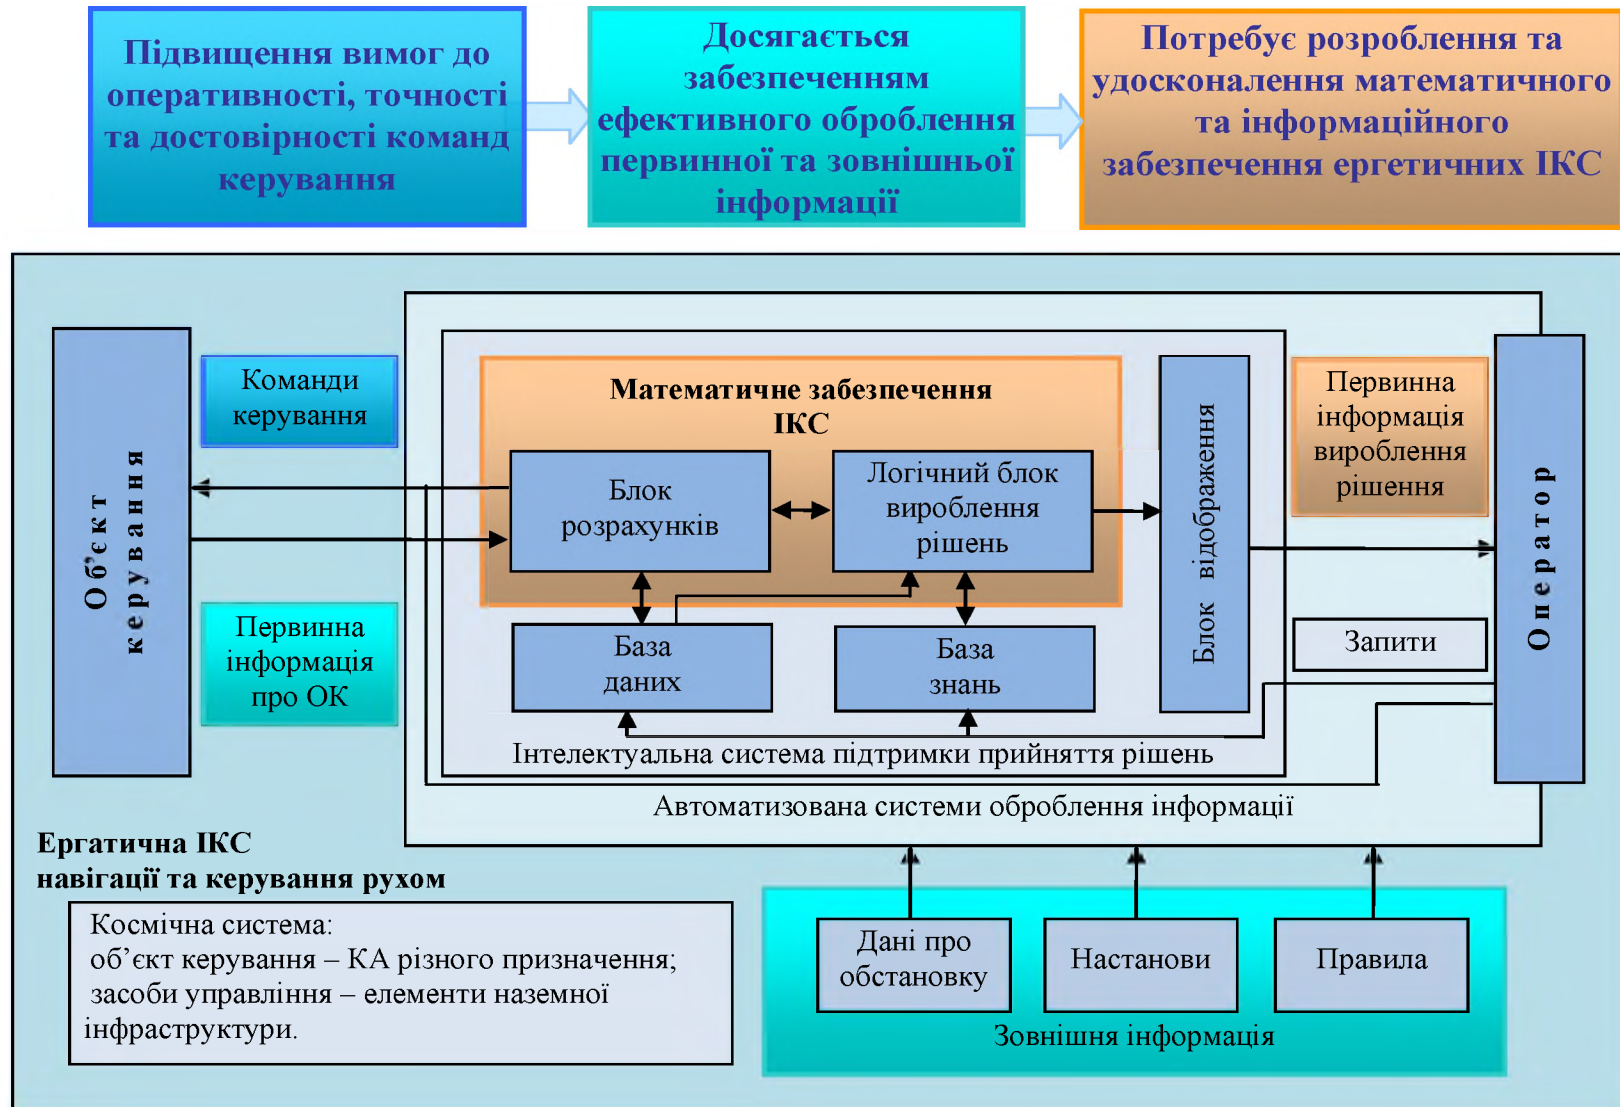 Підвищення вимог до
оперативності, точності
та достовірності команд
керування
Досягається
забезпеченням
ефективного оброблення
первинної та зовнішньої
інформації
Потребує розроблення та
удосконалення математичного
та інформаційного
забезпечення ергетичних ІКС
Об’єкт
керування
Команди
керування
Первинна
інформація
про ОК
Математичне забезпечення
ІКС
Блок
розрахунків
Логічний блок
вироблення
рішень
База
даних
База
знань
Блок відображення
Первинна
інформація
вироблення
рішення
Запити
Оператор
Інтелектуальна система підтримки прийняття рішень
Автоматизована системи оброблення інформації
Ергатична ІКС
навігації та керування рухом
Космічна система:
об’єкт керування – КА різного призначення;
засоби управління – елементи наземної
інфраструктури.
Дані про
обстановку
Настанови
Правила
Зовнішня інформація